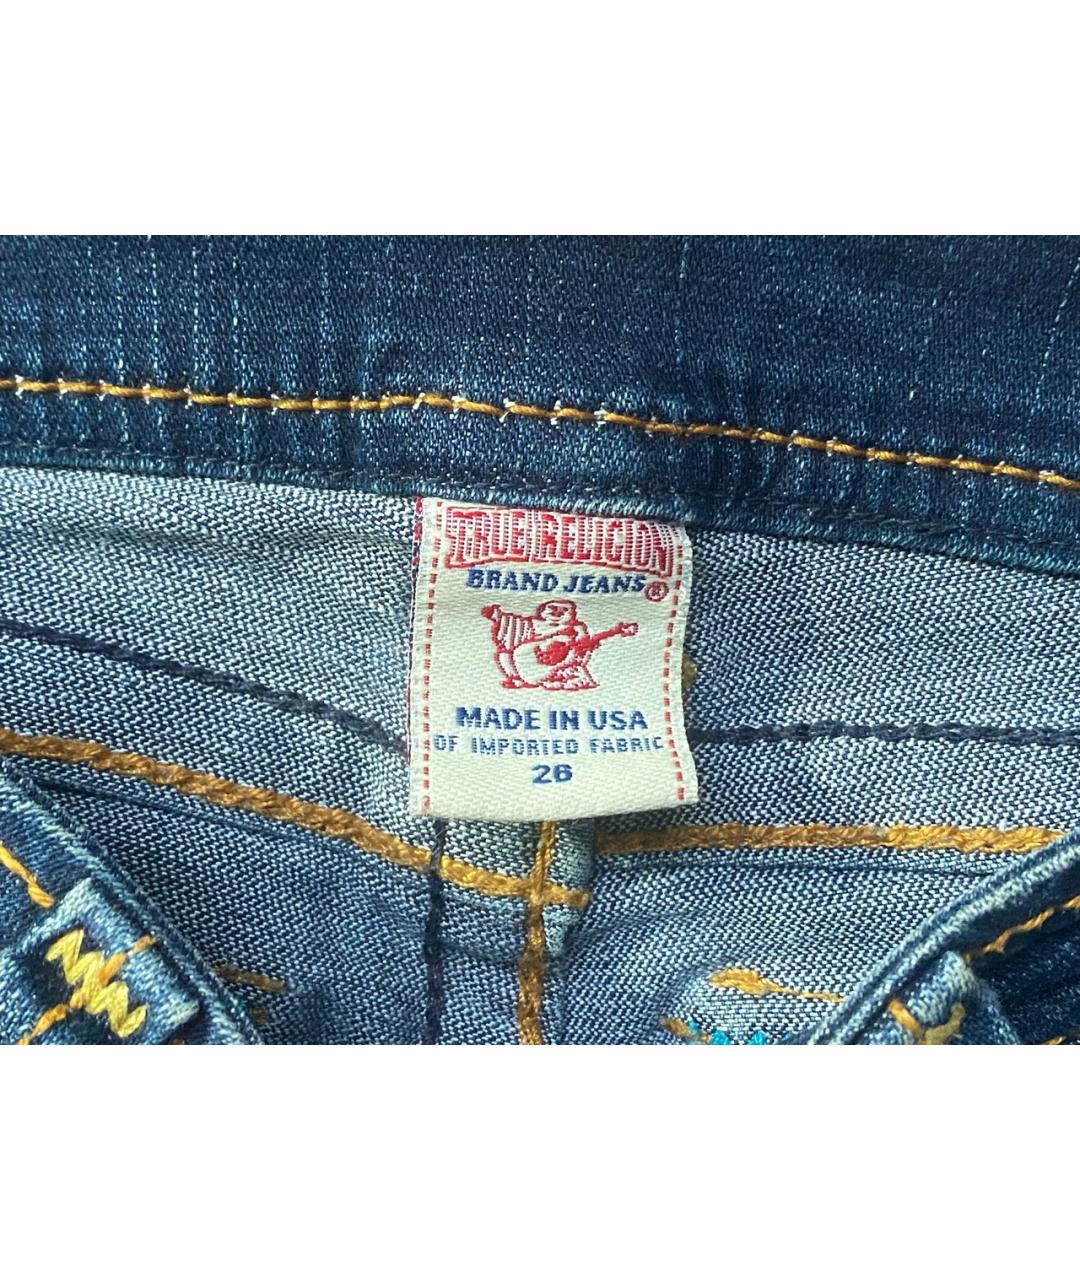 TRUE RELIGION
BRAND JEANS®
MADE IN USA
OF IMPORTED FABRIC
26